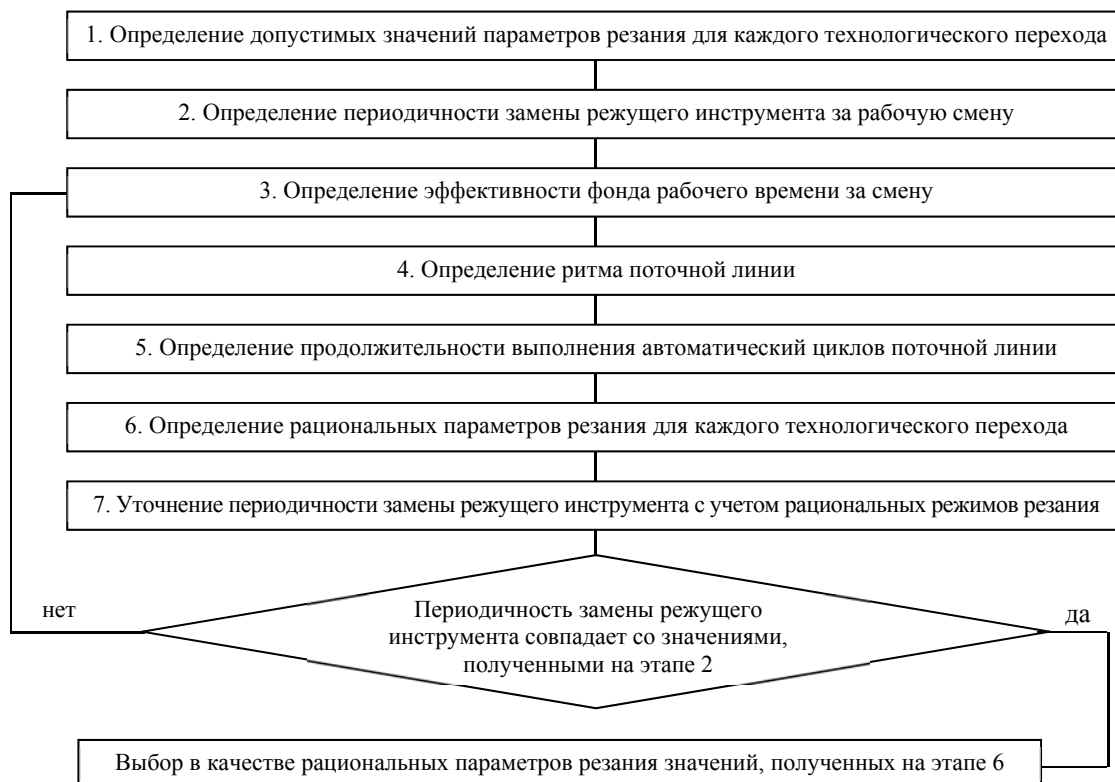 1. Определение допустимых значений параметров резания для каждого технологического перехода
2. Определение периодичности замены режущего инструмента за рабочую смену
3. Определение эффективности фонда рабочего времени за смену
4. Определение ритма поточной линии
5. Определение продолжительности выполнения автоматический циклов поточной линии
6. Определение рациональных параметров резания для каждого технологического перехода
7. Уточнение периодичности замены режущего инструмента с учетом рациональных режимов резания
нет
Периодичность замены режущего
инструмента совпадает со значениями,
полученными на этапе 2
да
Выбор в качестве рациональных параметров резания значений, полученных на этапе 6